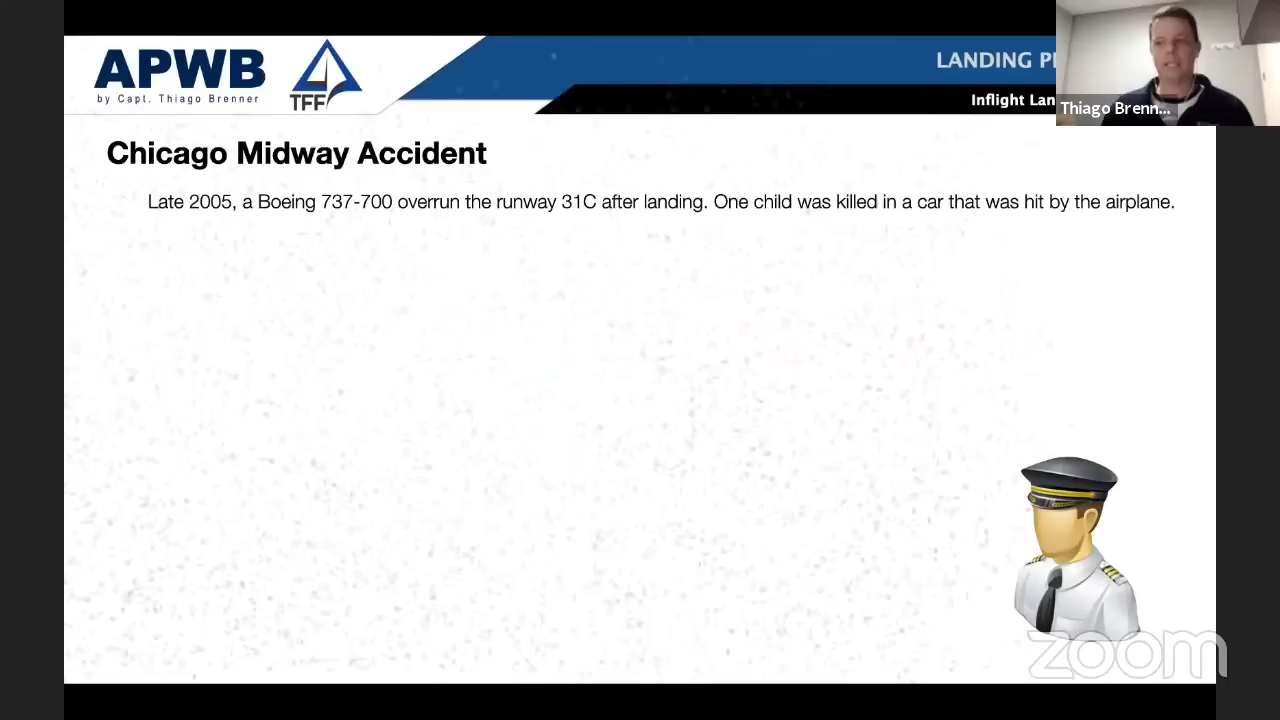 APWB
by Capt. Thiago Brenner
TFF
LANDING
Inflight
Thiago Brenn...
Chicago Midway Accident
Late 2005, a Boeing 737-700 overrun the runway 31C after landing. One child was killed in a car that was hit by the airplane.
zoom